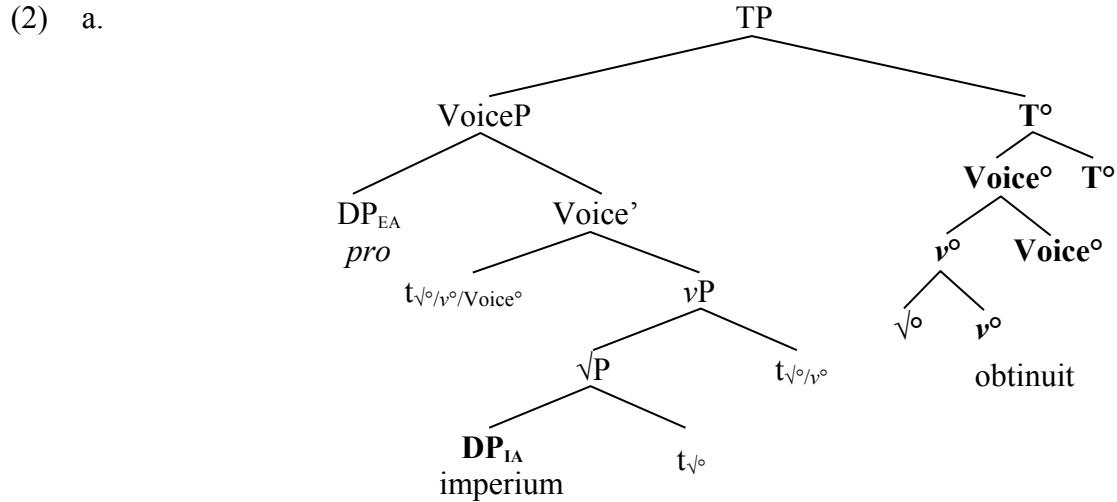 (2) a. TP
VoiceP T°
Voice° T°
DP_EA Voice’ v° Voice°
pro
t_√°/v°/Voice° vP √° v°
√P t_√°/v° obtinuit
DP_IA t_√°
imperium